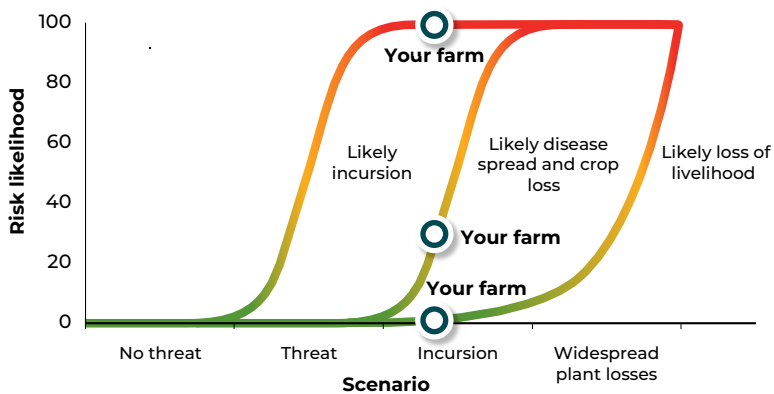 100
80
60
40
20
0
Risk likelihood
Your farm
Likely
incursion
Likely disease
spread and crop
loss
Likely loss of
livelihood
Your farm
Your farm
No threat
Threat
Incursion
Widespread
plant losses
Scenario